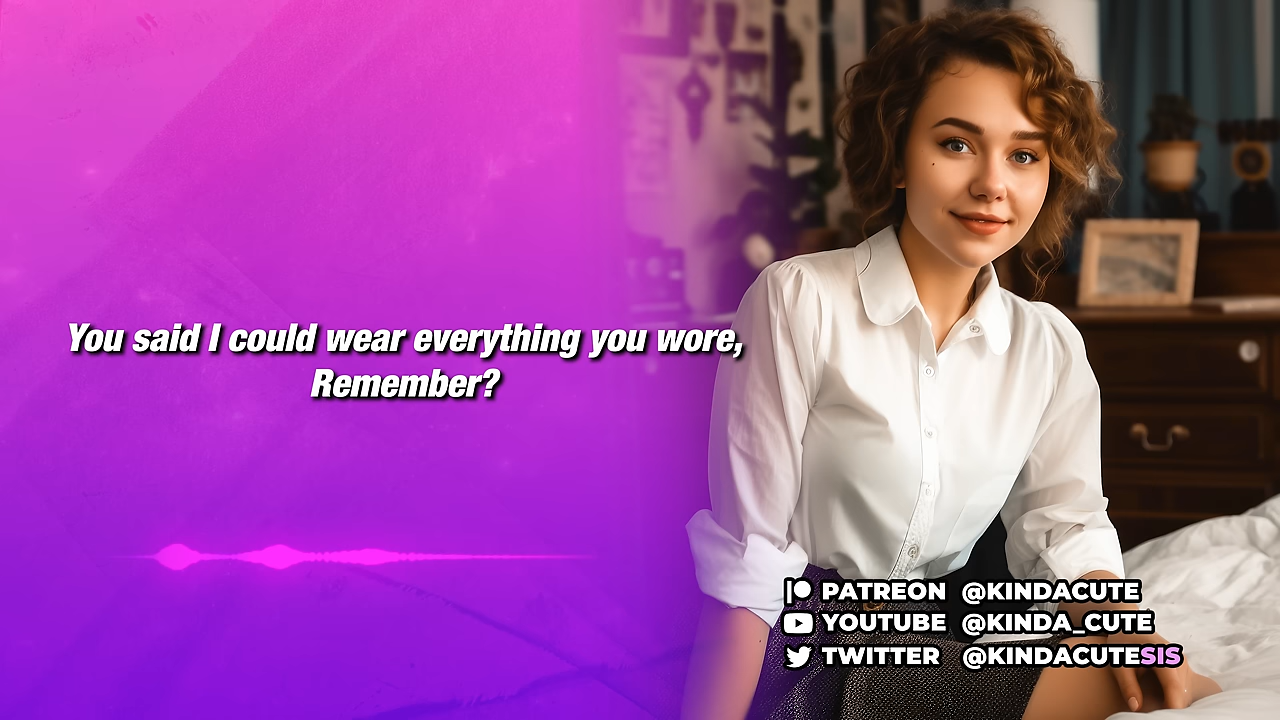 You said I could wear everything you wore,
Remember?
PATREON @KINDACUTE
YOUTUBE @KINDA_CUTE
TWITTER @KINDACUTESIS